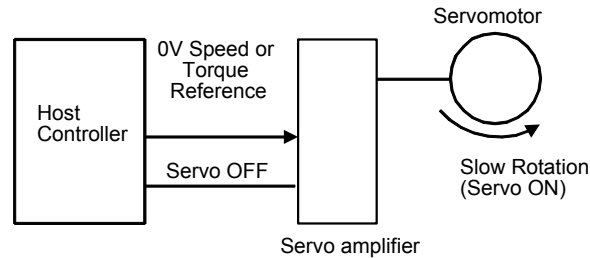 Servomotor
0V Speed or
Torque
Reference
Host
Controller
Servo OFF
Slow Rotation
(Servo ON)
Servo amplifier